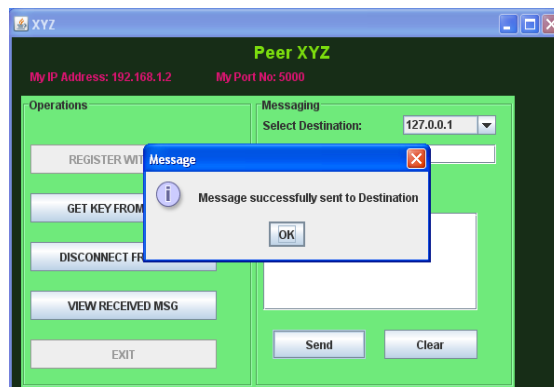 XYZ
Peer XYZ
My IP Address: 192.168.1.2 My Port No: 5000
Operations
REGISTER WIT
GET KEY FROM
DISCONNECT FR
VIEW RECEIVED MSG
EXIT
Messaging
Select Destination: 127.0.0.1
Message
Message successfully sent to Destination
OK
Send Clear